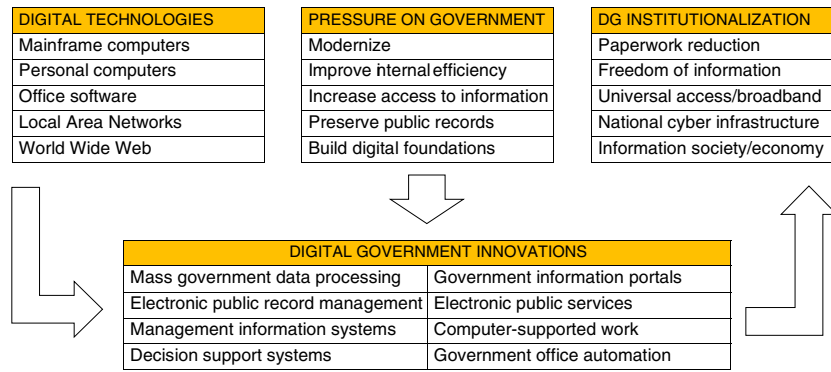 DIGITAL TECHNOLOGIES
Mainframe computers
Personal computers
Office software
Local Area Networks
World Wide Web
PRESSURE ON GOVERNMENT
Modernize
Improve internal efficiency
Increase access to information
Preserve public records
Build digital foundations
DG INSTITUTIONALIZATION
Paperwork reduction
Freedom of information
Universal access/broadband
National cyber infrastructure
Information society/economy
DIGITAL GOVERNMENT INNOVATIONS
Mass government data processing
Government information portals
Electronic public record management
Electronic public services
Management information systems
Computer-supported work
Decision support systems
Government office automation